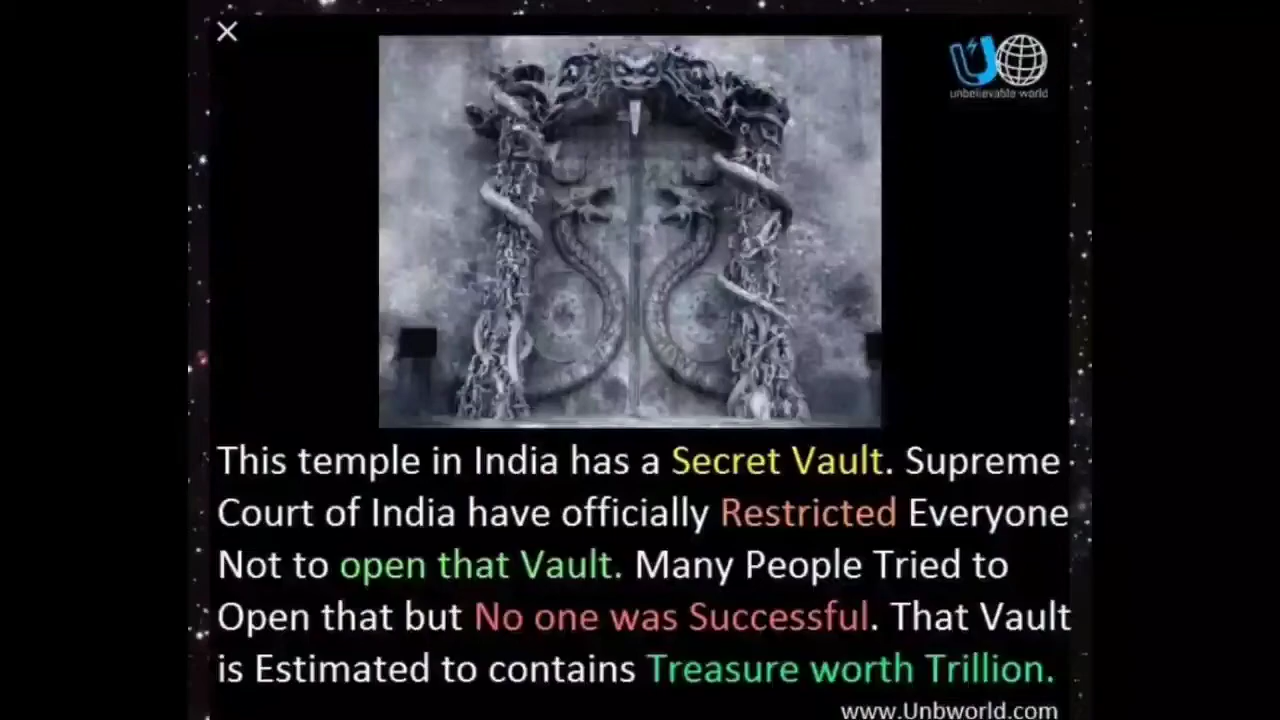 unbelievable world
This temple in India has a Secret Vault. Supreme
Court of India have officially Restricted Everyone
Not to open that Vault. Many People Tried to
Open that but No one was Successful. That Vault
is Estimated to contains Treasure worth Trillion.
www.Unbworld.com